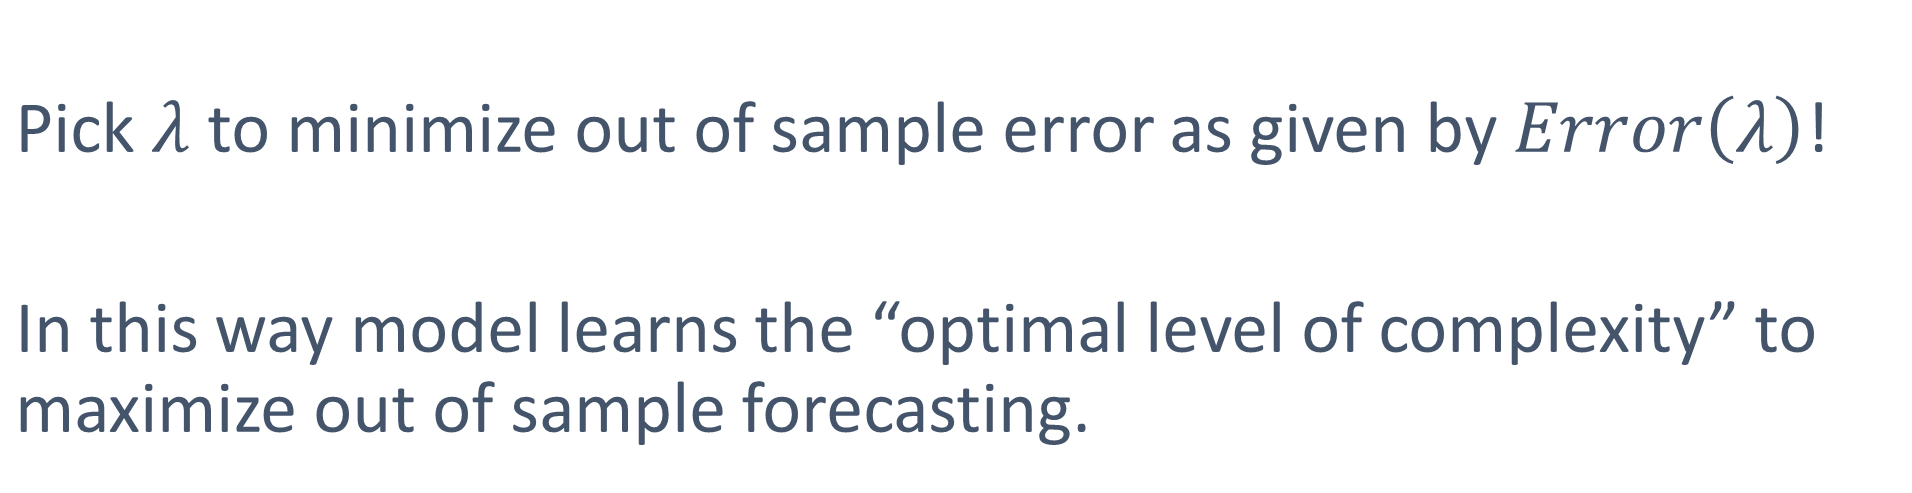 Pick 𝜆 to minimize out of sample error as given by 𝐸𝑟𝑟𝑜𝑟(𝜆)!
In this way model learns the “optimal level of complexity” to
maximize out of sample forecasting.